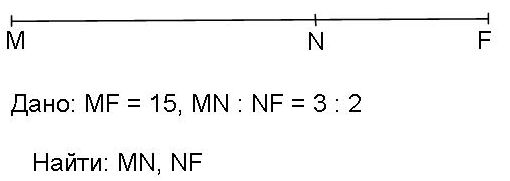 M N F
Дано: MF = 15, MN : NF = 3 : 2
Найти: MN, NF